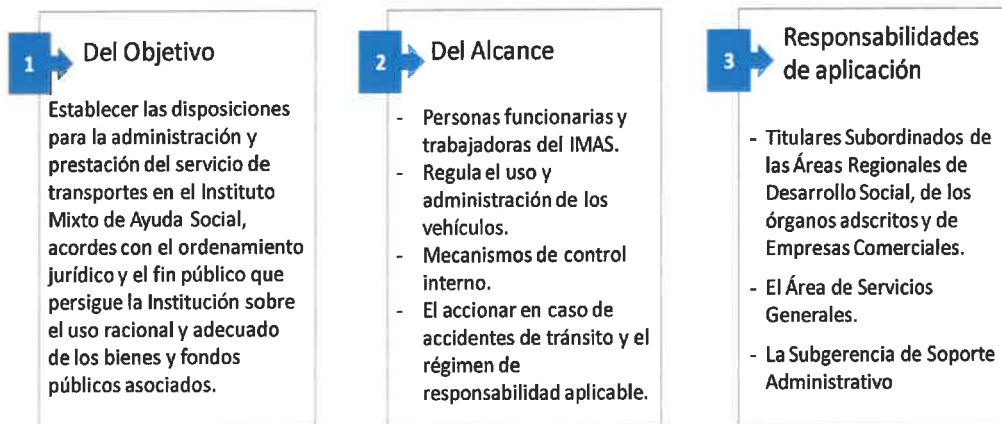 1
Del Objetivo
Establecer las disposiciones
para la administración y
prestación del servicio de
transportes en el Instituto
Mixto de Ayuda Social,
acordes con el ordenamiento
jurídico y el fin público que
persigue la Institución sobre
el uso racional y adecuado
de los bienes y fondos
públicos asociados.
2
Del Alcance
- Personas funcionarias y
trabajadoras del IMAS.
- Regula el uso y
administración de los
vehículos.
- Mecanismos de control
interno.
- El accionar en caso de
accidentes de tránsito y el
régimen de
responsabilidad aplicable.
3
Responsabilidades
de aplicación
- Titulares Subordinados de
las Áreas Regionales de
Desarrollo Social, de los
órganos adscritos y de
Empresas Comerciales.
- El Área de Servicios
Generales.
- La Subgerencia de Soporte
Administrativo